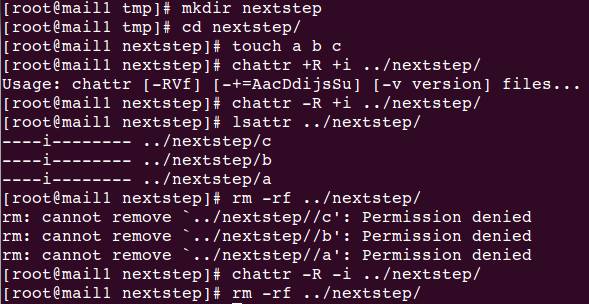 [root@mail1 tmp]# mkdir nextstep
[root@mail1 tmp]# cd nextstep/
[root@mail1 nextstep]# touch a b c
[root@mail1 nextstep]# chattr +R +i ../nextstep/
Usage: chattr [-RVf] [-+=AacDdijsSu] [-v version] files...
[root@mail1 nextstep]# chattr -R +i ../nextstep/
[root@mail1 nextstep]# lsattr ../nextstep/
----i-------- ../nextstep/c
----i-------- ../nextstep/b
----i-------- ../nextstep/a
[root@mail1 nextstep]# rm -rf ../nextstep/
rm: cannot remove `../nextstep//c': Permission denied
rm: cannot remove `../nextstep//b': Permission denied
rm: cannot remove `../nextstep//a': Permission denied
[root@mail1 nextstep]# chattr -R -i ../nextstep/
[root@mail1 nextstep]# rm -rf ../nextstep/